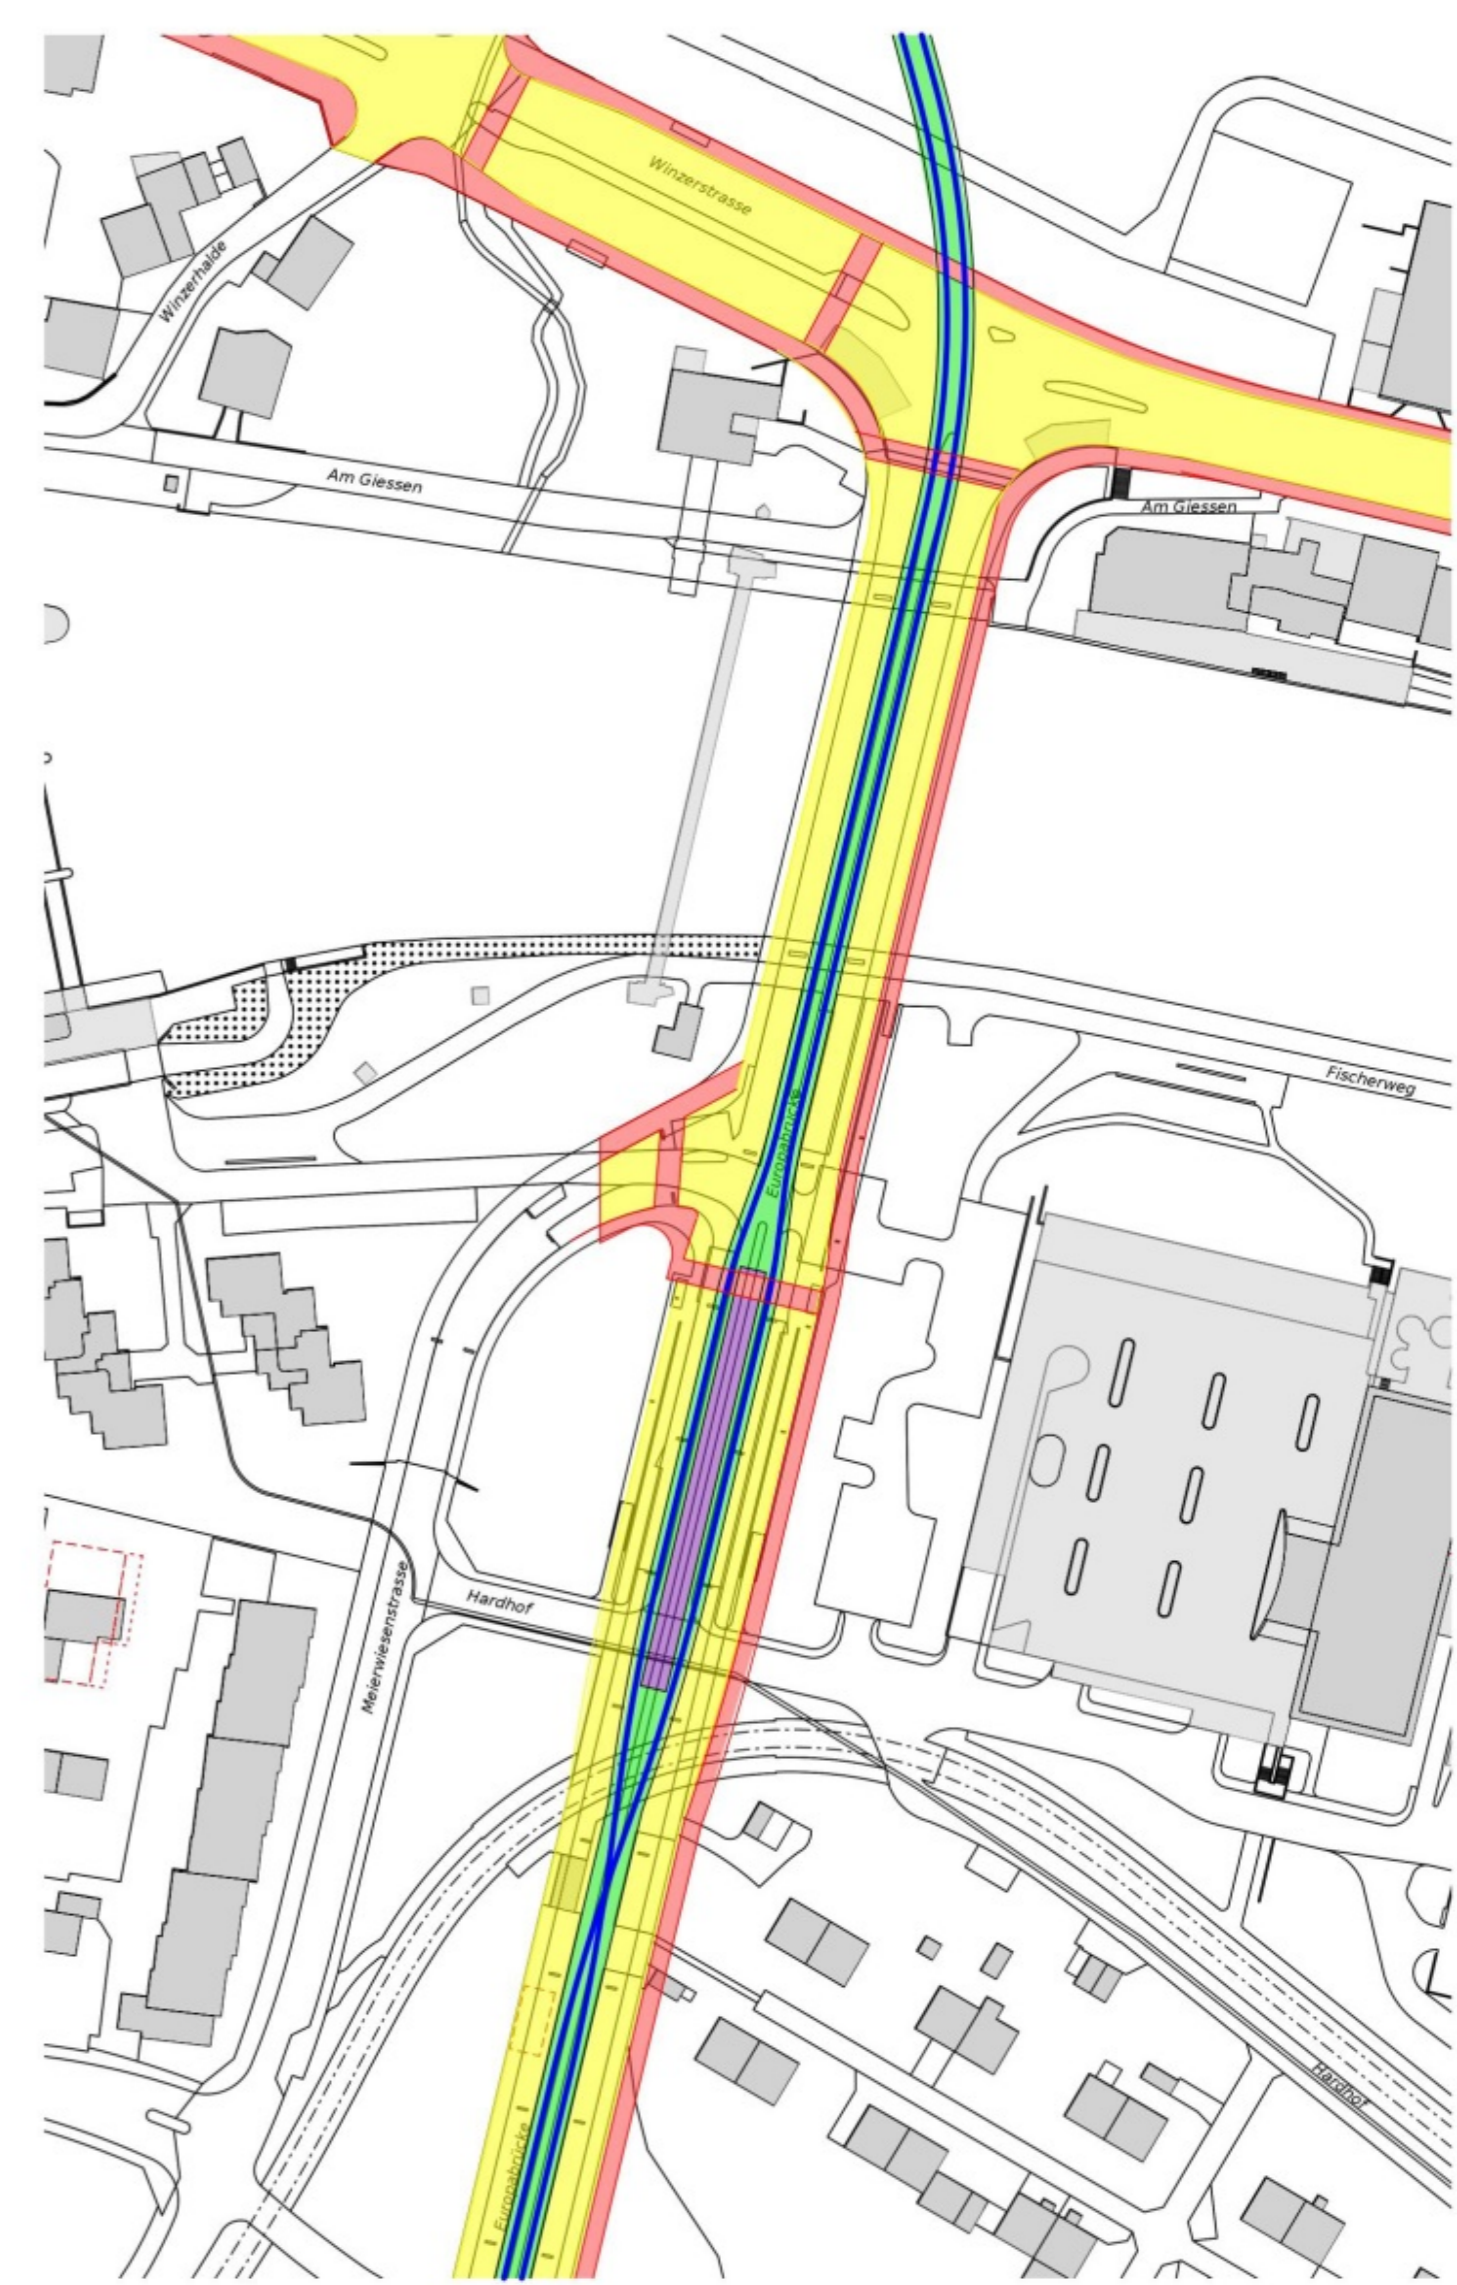 Winzerstrasse
Winzerhalde
Am Giessen
Am Giessen
Fischerweg
Europabrücke
Hardhof
Meierwiesenstrasse
Hardhof
Europabrücke